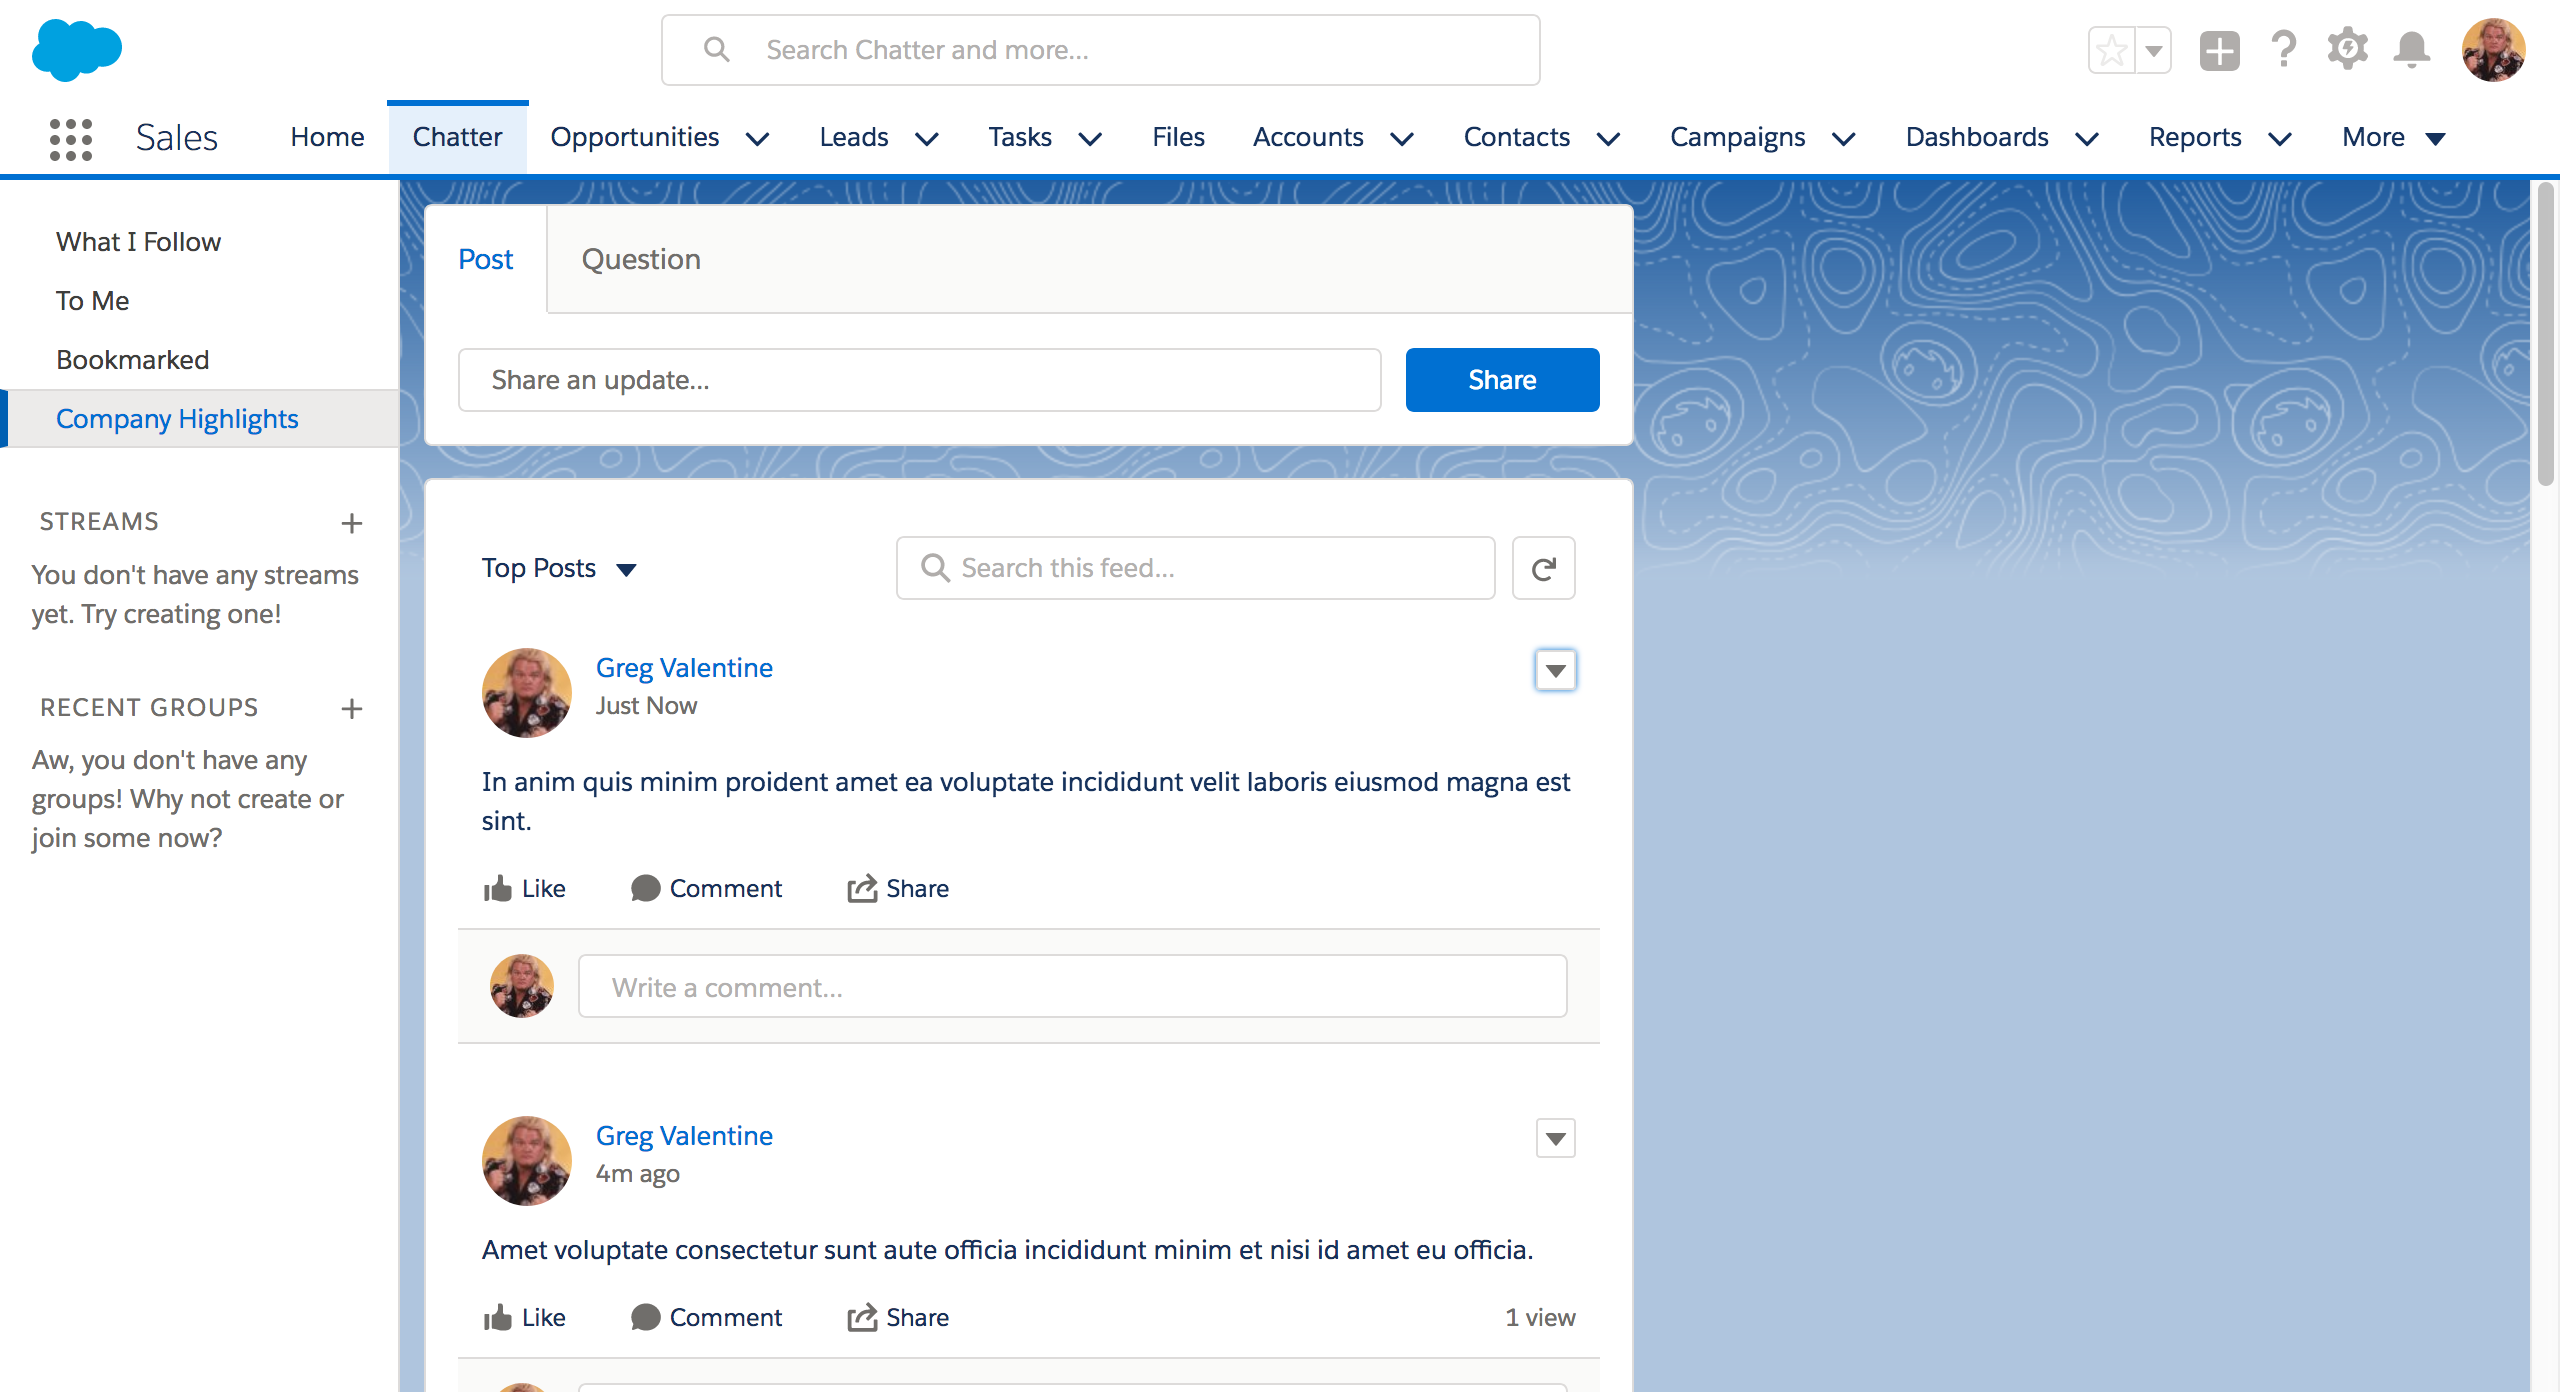 Search Chatter and more...
Sales
Home
Chatter
Opportunities
Leads
Tasks
Files
Accounts
Contacts
Campaigns
Dashboards
Reports
More
What I Follow
To Me
Bookmarked
Company Highlights
STREAMS
You don't have any streams
yet. Try creating one!
RECENT GROUPS
Aw, you don't have any
groups! Why not create or
join some now?
Post
Question
Share an update...
Share
Top Posts
Search this feed...
Greg Valentine
Just Now
In anim quis minim proident amet ea voluptate incididunt velit laboris eiusmod magna est
sint.
Like
Comment
Share
Write a comment...
Greg Valentine
4m ago
Amet voluptate consectetur sunt aute officia incididunt minim et nisi id amet eu officia.
Like
Comment
Share
1 view